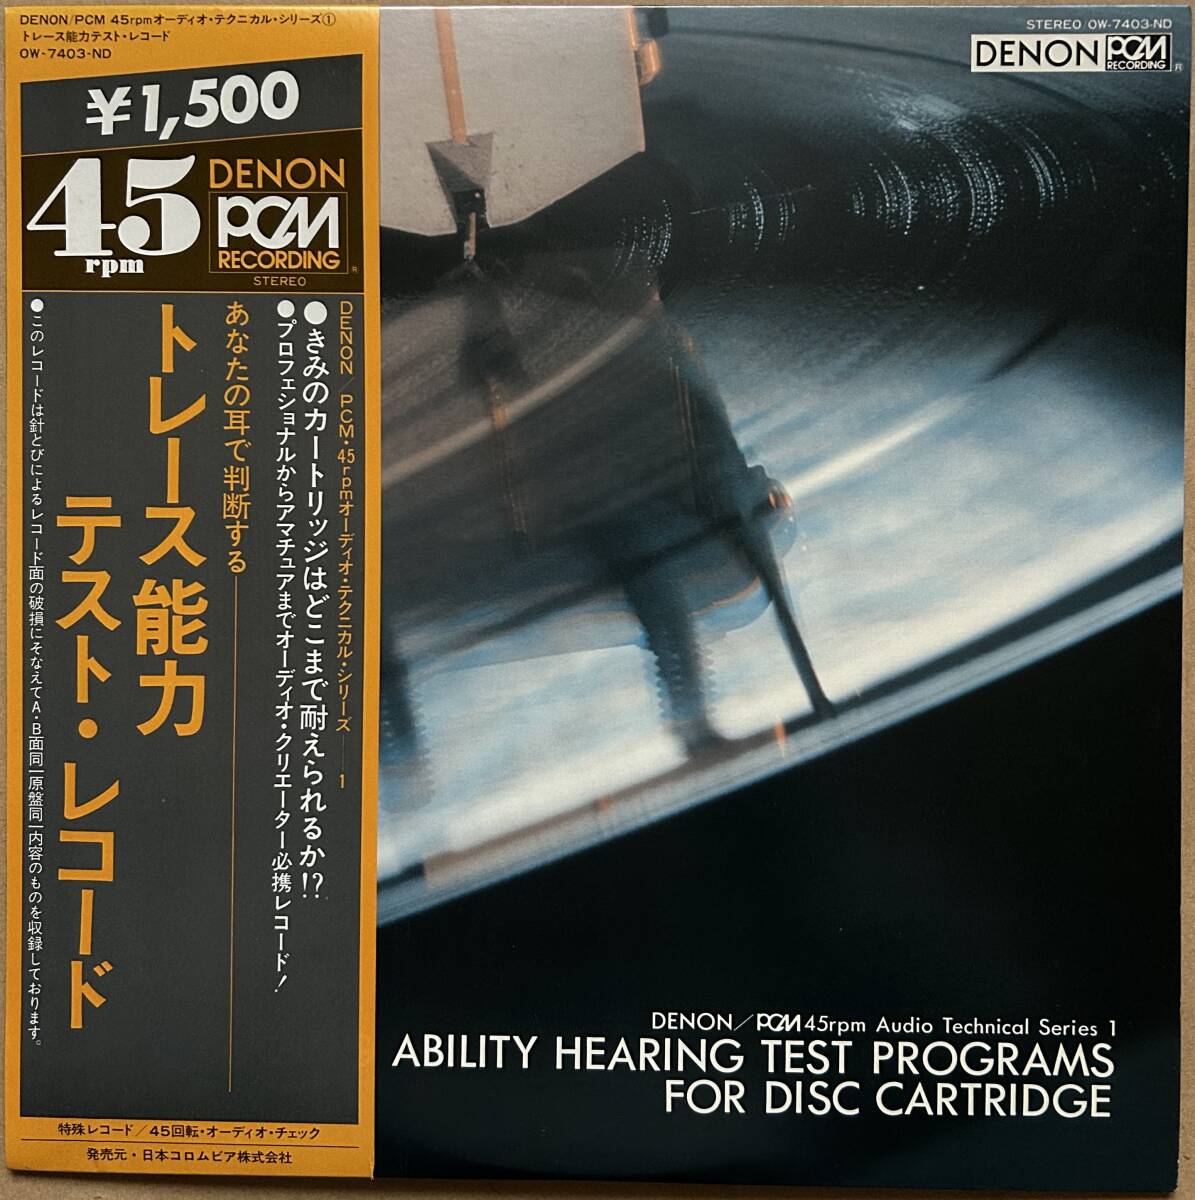 DENON/PCM 45rpmオーディオ・テクニカル・シリーズ①
トレース能力テスト・レコード
OW-7403-ND
¥1,500
45
rpm
DENON
PCM
RECORDING
R
STEREO
DENON/PCM・45rpmオーディオ・テクニカル・シリーズ——1
●きみのカートリッジはどこまで耐えられるか!?
●プロフェショナルからアマチュアまでオーディオ・クリエーター必携レコード!
あなたの耳で判断する——
トレース能力
テスト・レコード
●このレコードは針とびによるレコード面の破損にそなえてA・B面同一原盤同一内容のものを収録しております。
特殊レコード/45回転・オーディオ・チェック
発売元・日本コロムビア株式会社
STEREO OW-7403-ND
DENON PCM
RECORDING
R
DENON/PCM 45rpm Audio Technical Series 1
ABILITY HEARING TEST PROGRAMS
FOR DISC CARTRIDGE